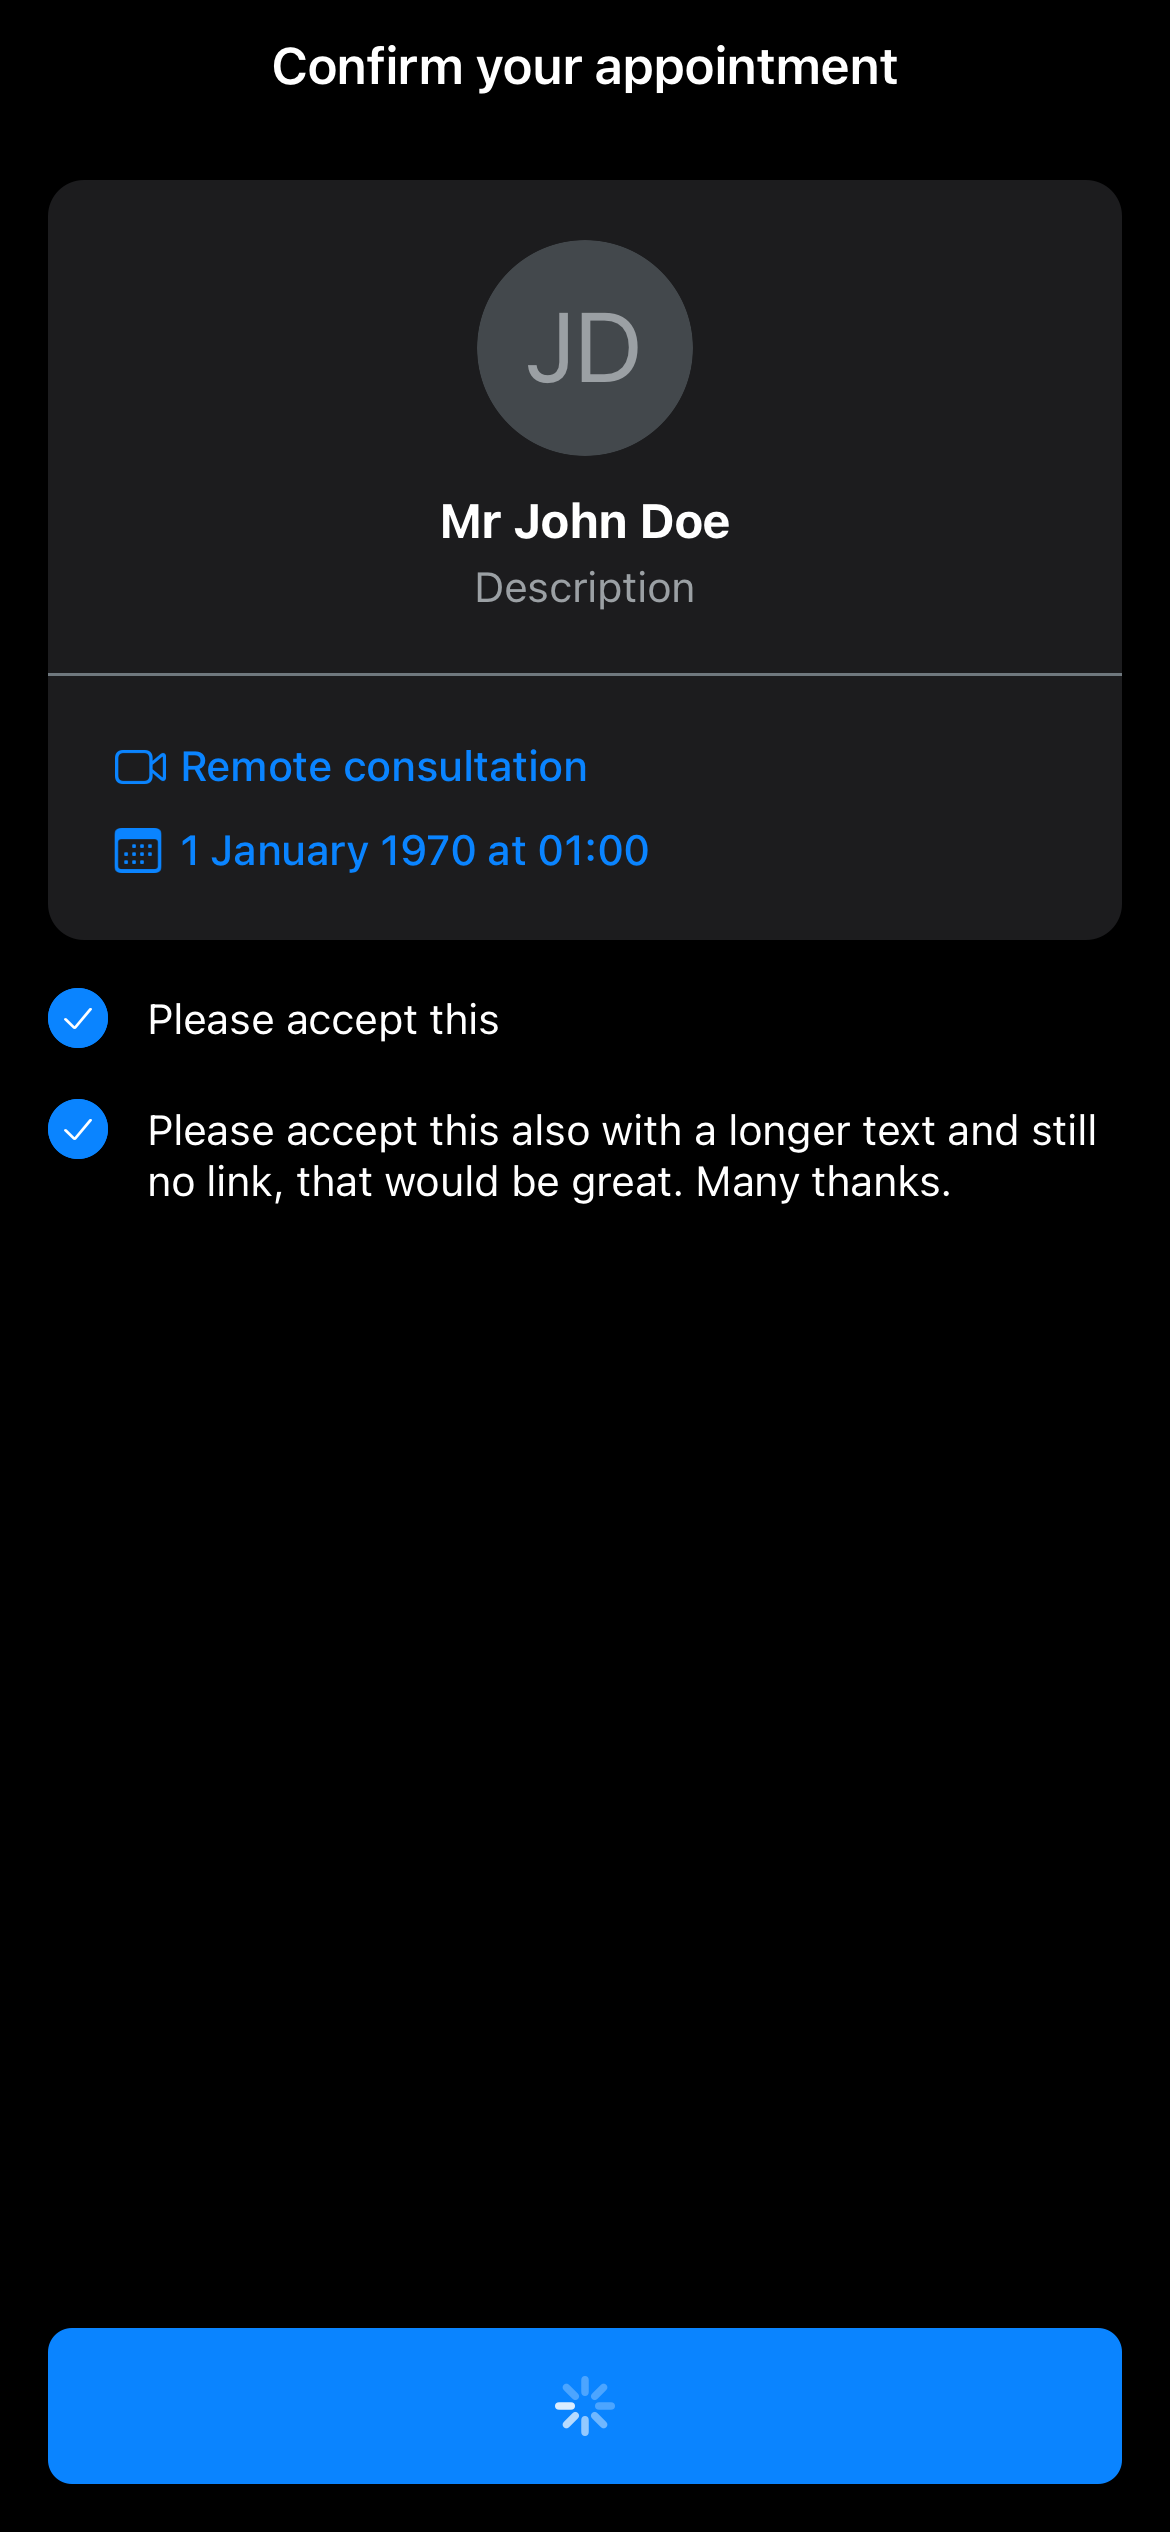 Confirm your appointment
JD
Mr John Doe
Description
Remote consultation
1 January 1970 at 01:00
Please accept this
Please accept this also with a longer text and still
no link, that would be great. Many thanks.